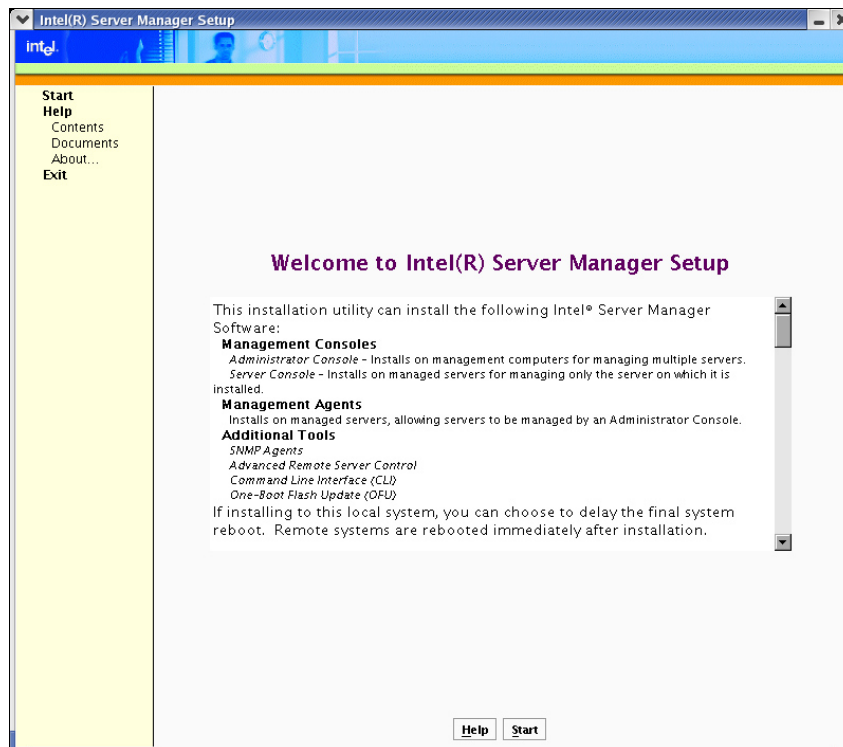 Intel(R) Server Manager Setup
intel.
Start
Help
Contents
Documents
About...
Exit
Welcome to Intel(R) Server Manager Setup
This installation utility can install the following Intel® Server Manager
Software:
Management Consoles
Administrator Console - Installs on management computers for managing multiple servers.
Server Console - Installs on managed servers for managing only the server on which it is
installed.
Management Agents
Installs on managed servers, allowing servers to be managed by an Administrator Console.
Additional Tools
SNMP Agents
Advanced Remote Server Control
Command Line Interface (CLI)
One-Boot Flash Update (OFU)
If installing to this local system, you can choose to delay the final system
reboot. Remote systems are rebooted immediately after installation.
Help Start